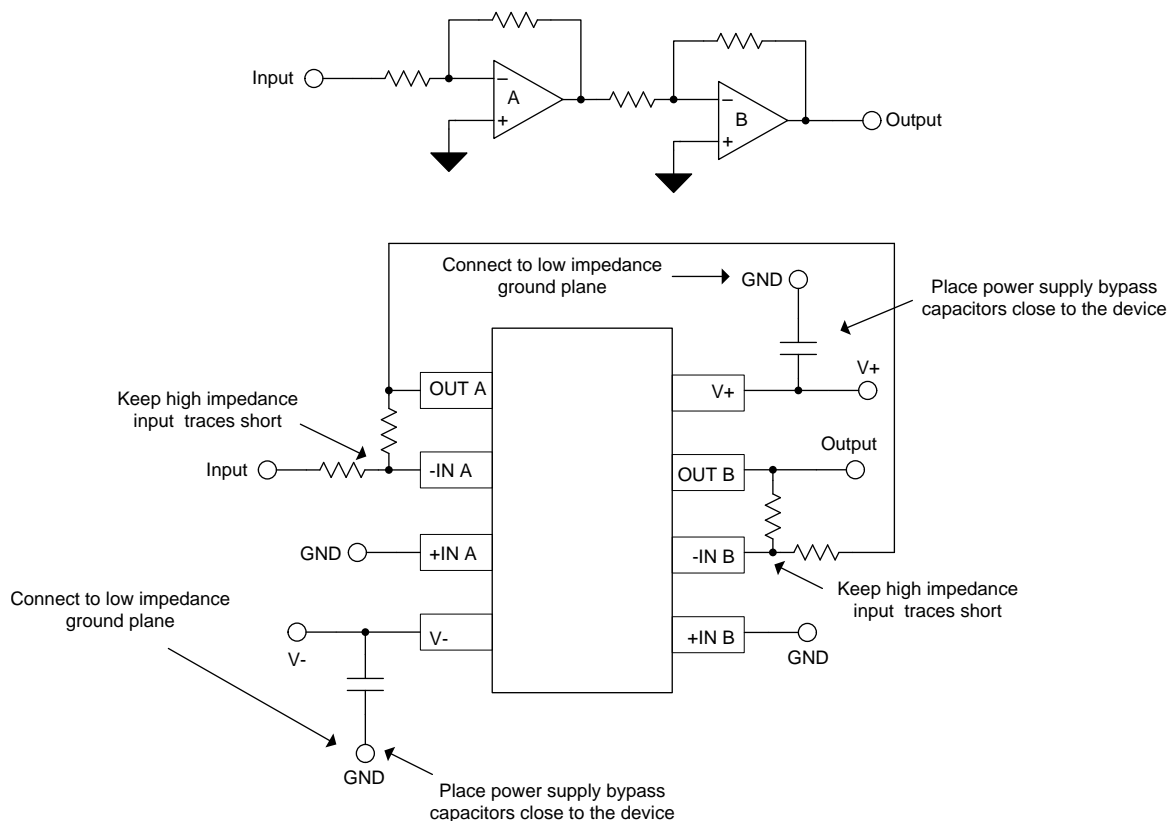 Input
A
B
Output
Connect to low impedance
ground plane
GND
Place power supply bypass
capacitors close to the device
V+
Keep high impedance
input traces short
OUT A
V+
Output
Input
-IN A
OUT B
GND
+IN A
-IN B
Keep high impedance
input traces short
Connect to low impedance
ground plane
V-
V-
+IN B
GND
GND
Place power supply bypass
capacitors close to the device